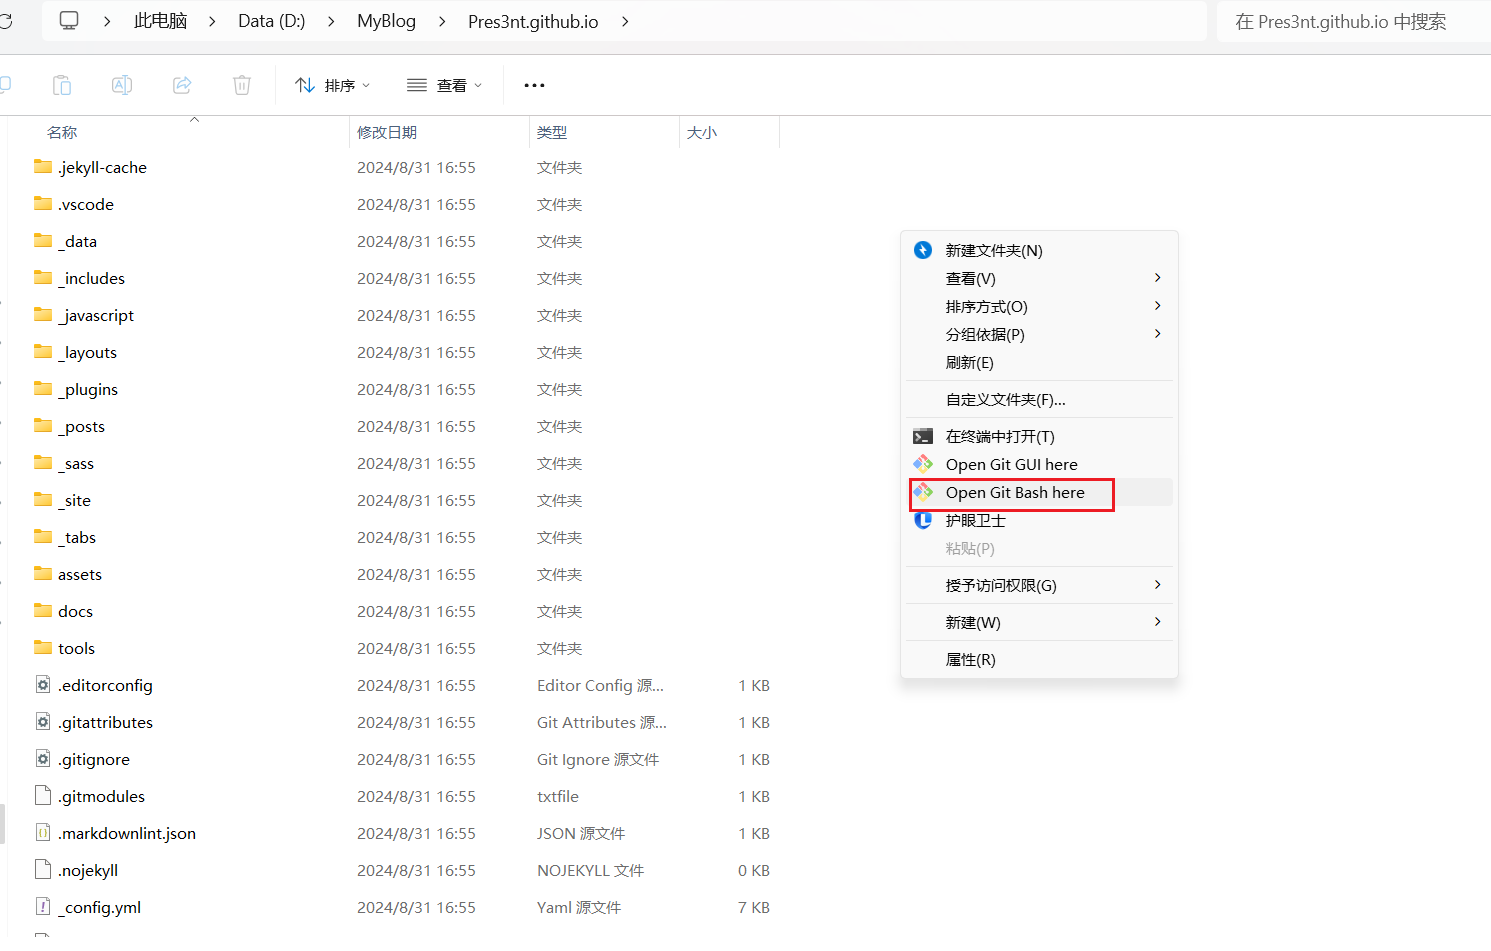 此电脑 > Data (D:) > MyBlog > Pres3nt.github.io >
在 Pres3nt.github.io 中搜索
排序 查看
名称 修改日期 类型 大小
.jekyll-cache 2024/8/31 16:55 文件夹
.vscode 2024/8/31 16:55 文件夹
_data 2024/8/31 16:55 文件夹
_includes 2024/8/31 16:55 文件夹
_javascript 2024/8/31 16:55 文件夹
_layouts 2024/8/31 16:55 文件夹
_plugins 2024/8/31 16:55 文件夹
_posts 2024/8/31 16:55 文件夹
_sass 2024/8/31 16:55 文件夹
_site 2024/8/31 16:55 文件夹
_tabs 2024/8/31 16:55 文件夹
assets 2024/8/31 16:55 文件夹
docs 2024/8/31 16:55 文件夹
tools 2024/8/31 16:55 文件夹
.editorconfig 2024/8/31 16:55 Editor Config 源... 1 KB
.gitattributes 2024/8/31 16:55 Git Attributes 源... 1 KB
.gitignore 2024/8/31 16:55 Git Ignore 源文件 1 KB
.gitmodules 2024/8/31 16:55 txtfile 1 KB
.markdownlint.json 2024/8/31 16:55 JSON 源文件 1 KB
.nojekyll 2024/8/31 16:55 NOJEKYLL 文件 0 KB
_config.yml 2024/8/31 16:55 Yaml 源文件 7 KB
新建文件夹(N)
查看(V)
排序方式(O)
分组依据(P)
刷新(E)
自定义文件夹(F)...
在终端中打开(T)
Open Git GUI here
Open Git Bash here
护眼卫士
粘贴(P)
授予访问权限(G)
新建(W)
属性(R)